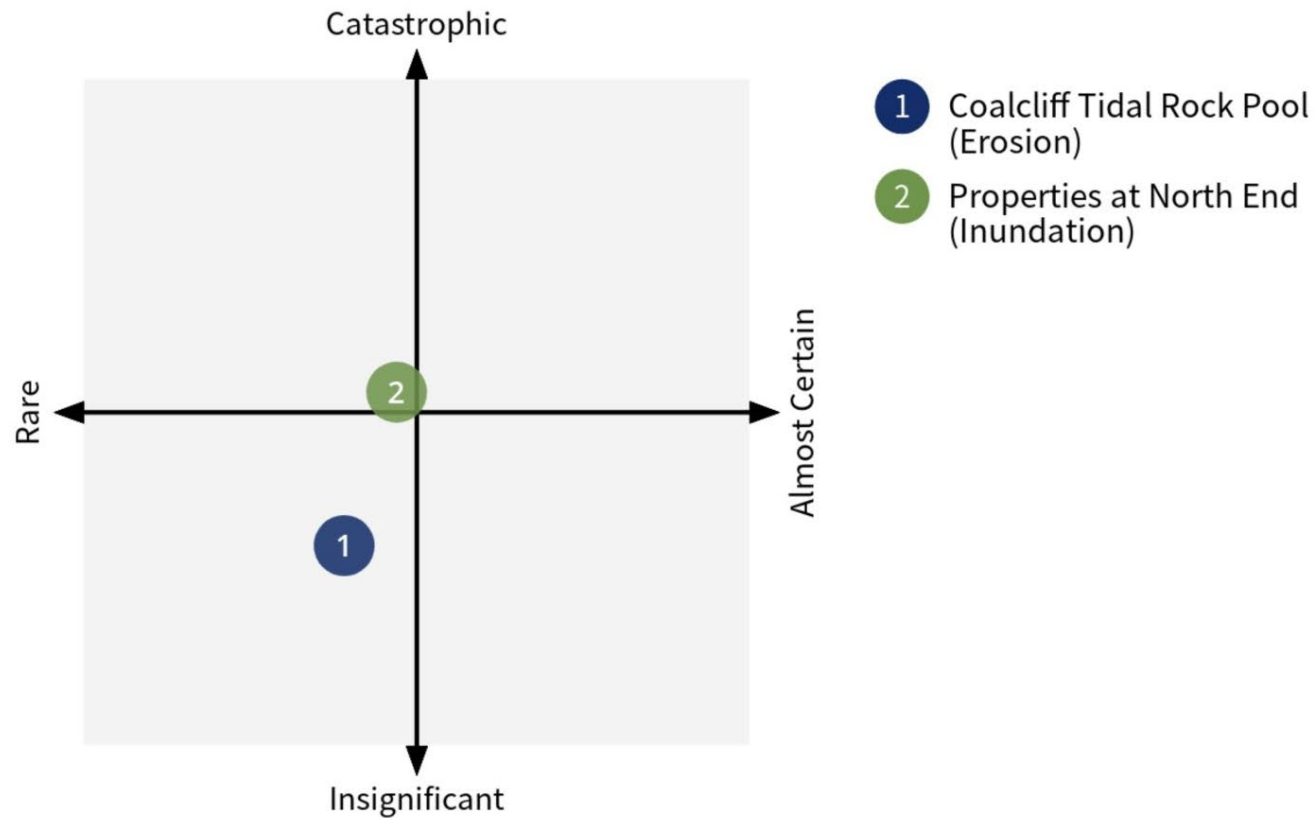 Catastrophic
1 Coalcliff Tidal Rock Pool
(Erosion)
2 Properties at North End
(Inundation)
Rare
Almost Certain
2
1
Insignificant